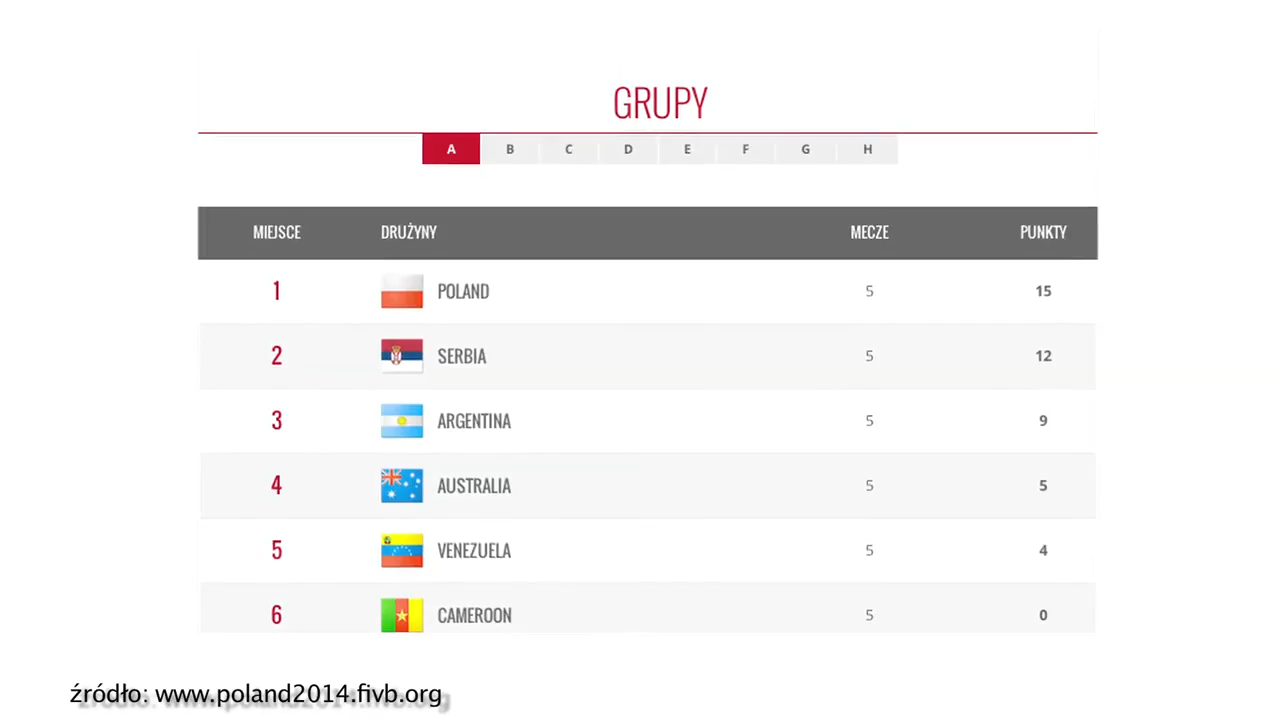 GRUPY
A B C D E F G H
MIEJSCE DRUŻYNY MECZE PUNKTY
1 POLAND 5 15
2 SERBIA 5 12
3 ARGENTINA 5 9
4 AUSTRALIA 5 5
5 VENEZUELA 5 4
6 CAMEROON 5 0
źródło: www.poland2014.fivb.org